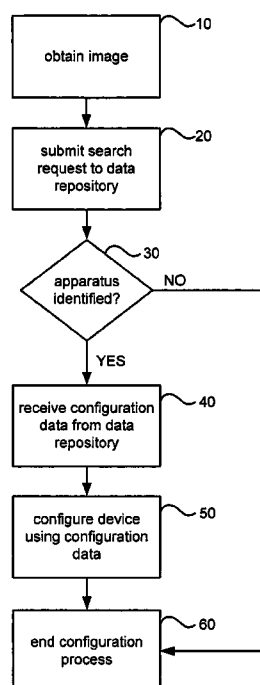 10
obtain image
20
submit search
request to data
repository
30
apparatus
identified?
NO
YES
40
receive configuration
data from data
repository
50
configure device
using configuration
data
60
end configuration
process